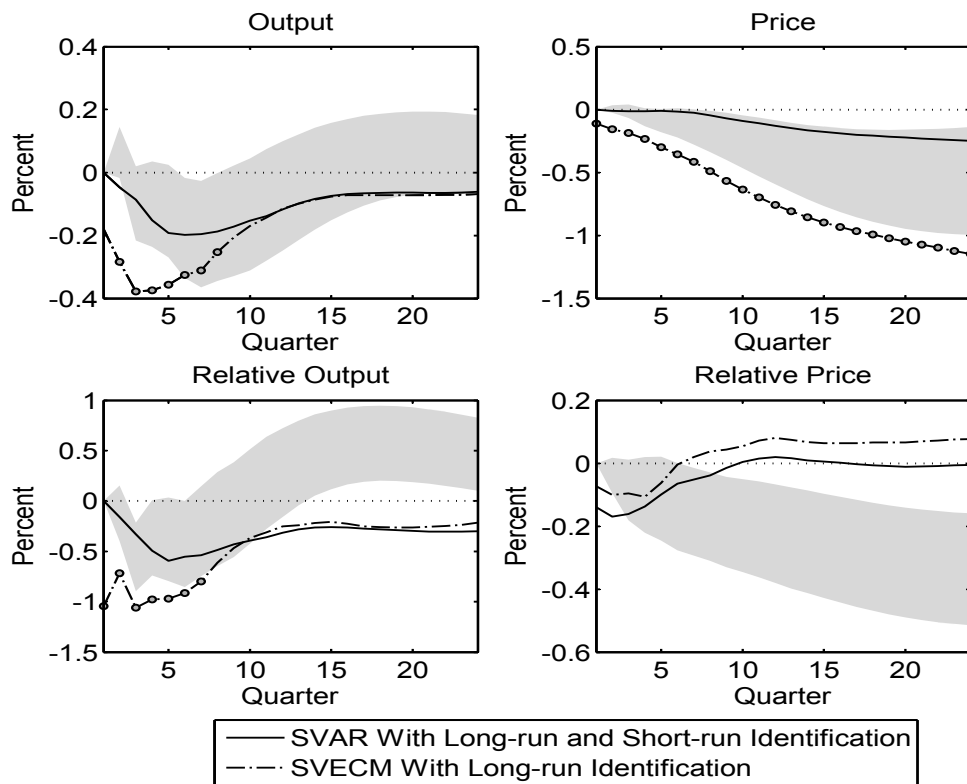 Output
Percent
0.4
0.2
0
-0.2
-0.4
5
10
15
20
Quarter
Price
Percent
0.5
0
-0.5
-1
-1.5
5
10
15
20
Quarter
Relative Output
Percent
1
0.5
0
-0.5
-1
-1.5
5
10
15
20
Quarter
Relative Price
Percent
0.2
0
-0.2
-0.4
-0.6
5
10
15
20
Quarter
SVAR With Long-run and Short-run Identification
SVECM With Long-run Identification